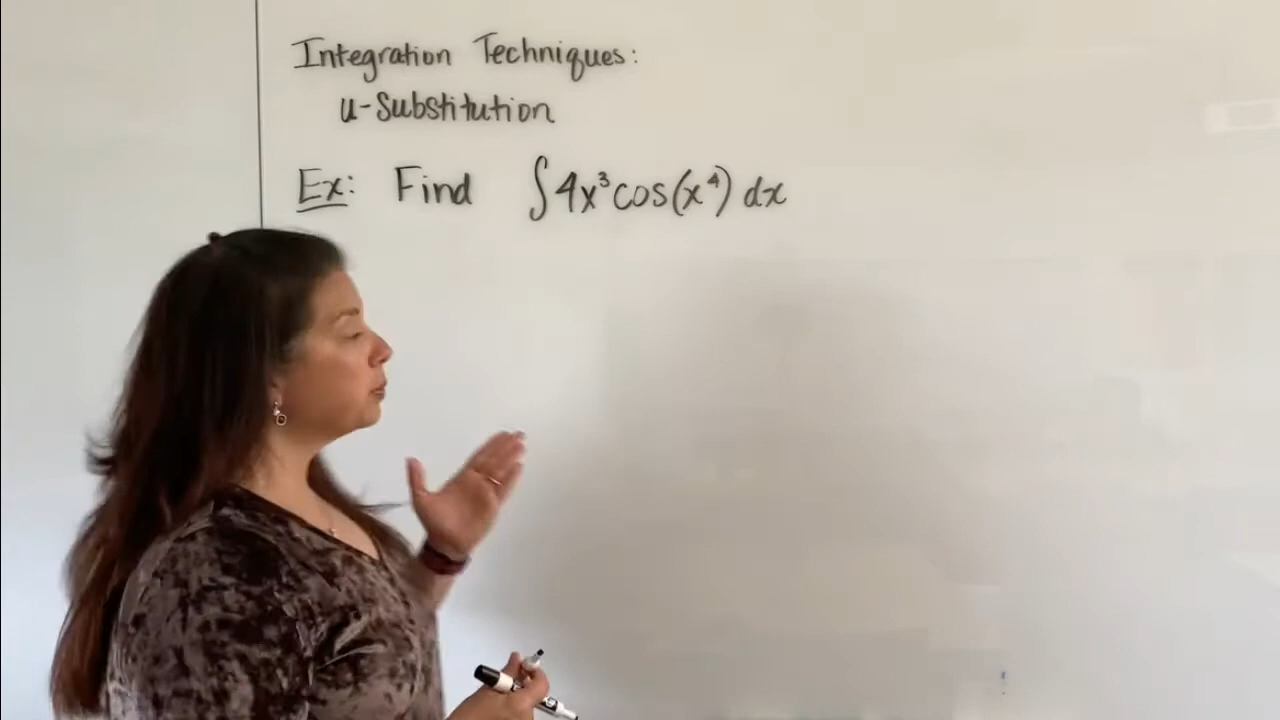 Integration Techniques:
u-Substitution
Ex: Find ∫4x³cos(x⁴) dx